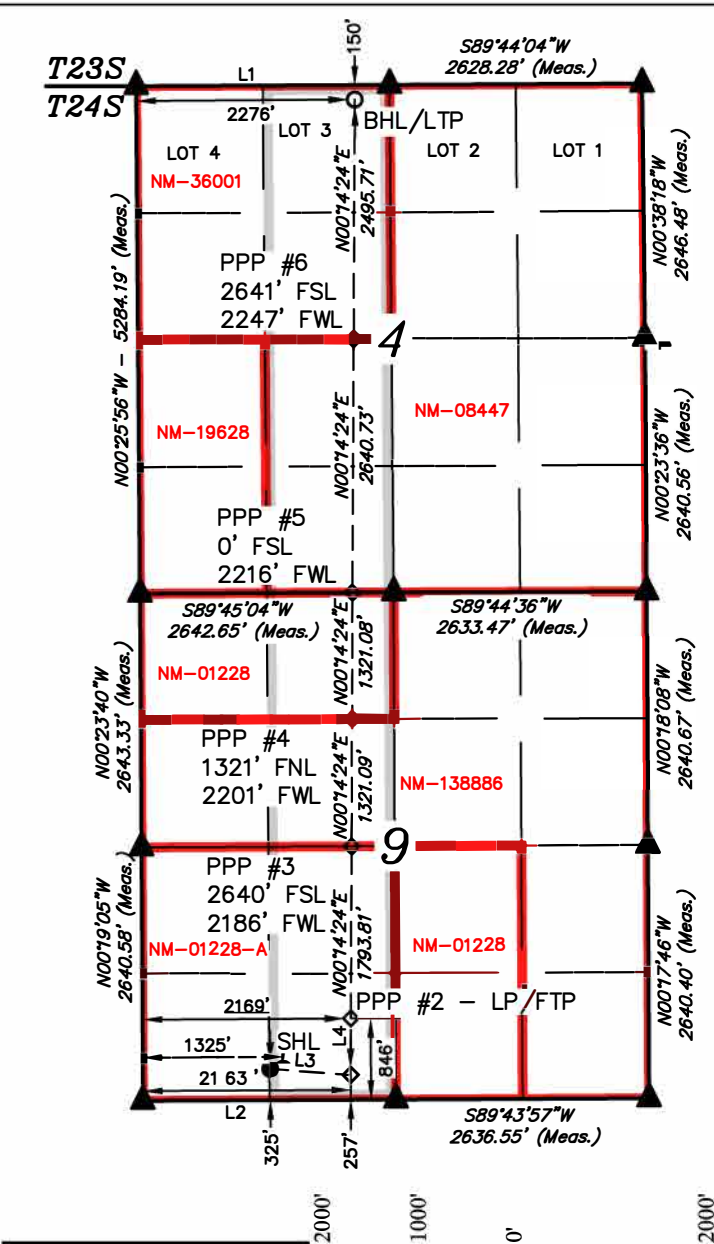 T23S
T24S
L1
150'
S89°44'04"W
2628.28' (Meas.)
2276'
LOT 4
LOT 3
BHL/LTP
LOT 2
LOT 1
NM-36001
N00°14'24"E
2495.71'
N00°38'18"W
2646.48' (Meas.)
N00°25'56"W - 5284.19' (Meas.)
PPP #6
2641' FSL
2247' FWL
4
NM-19628
NM-08447
N00°14'24"E
2640.73'
N00°23'36"W
2640.56' (Meas.)
PPP #5
0' FSL
2216' FWL
S89°45'04"W
2642.65' (Meas.)
S89°44'36"W
2633.47' (Meas.)
NM-01228
N00°14'24"E
1321.08'
N00°23'40"W
2643.33' (Meas.)
N00°18'08"W
2640.67' (Meas.)
PPP #4
1321' FNL
2201' FWL
N00°14'24"E
1321.09'
NM-138886
9
PPP #3
2640' FSL
2186' FWL
N00°19'05"W
2640.58' (Meas.)
NM-01228-A
N00°14'24"E
1793.81'
NM-01228
N00°17'46"W
2640.40' (Meas.)
PPP #2 - LP/FTP
2169'
L4
1325'
SHL
L3
846'
21 63 '
L2
S89°43'57"W
2636.55' (Meas.)
325'
257'
2000'
1000'
0'
2000'